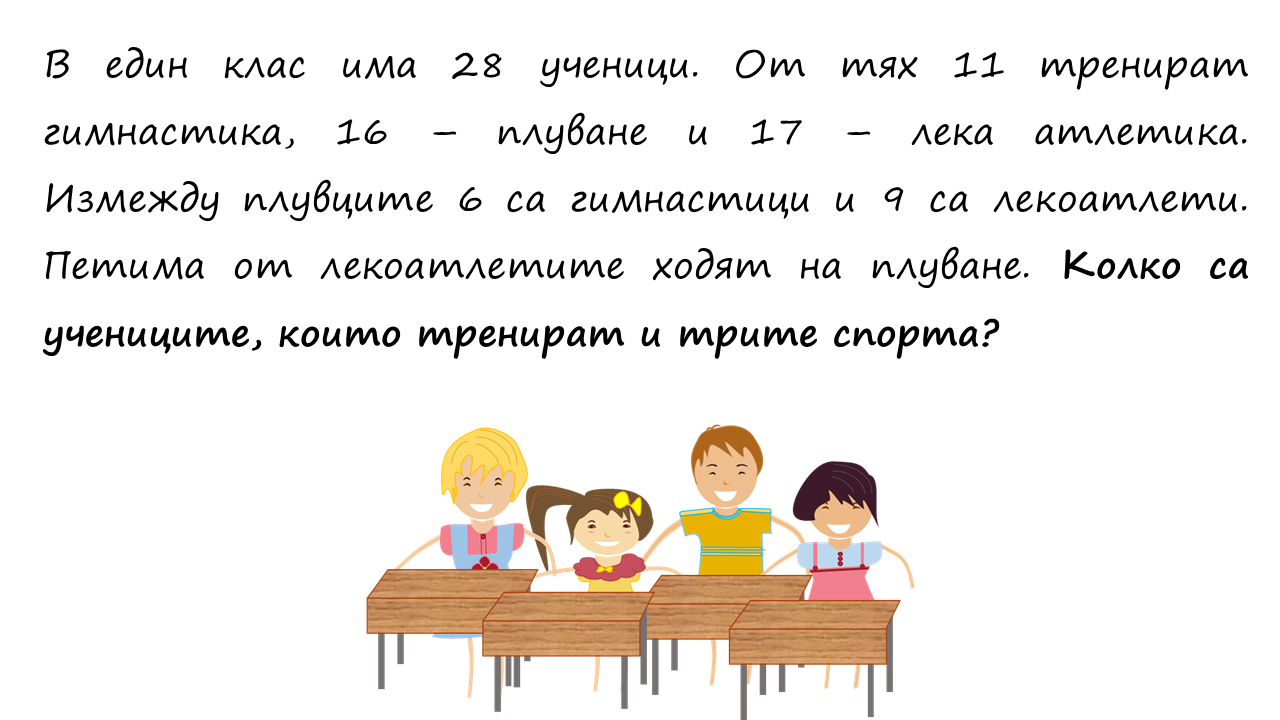 В един клас има 28 ученици. От тях 11 тренират
гимнастика, 16 – плуване и 17 – лека атлетика.
Измежду плувците 6 са гимнастици и 9 са лекоатлети.
Петима от лекоатлетите ходят на плуване. Колко са
учениците, които тренират и трите спорта?